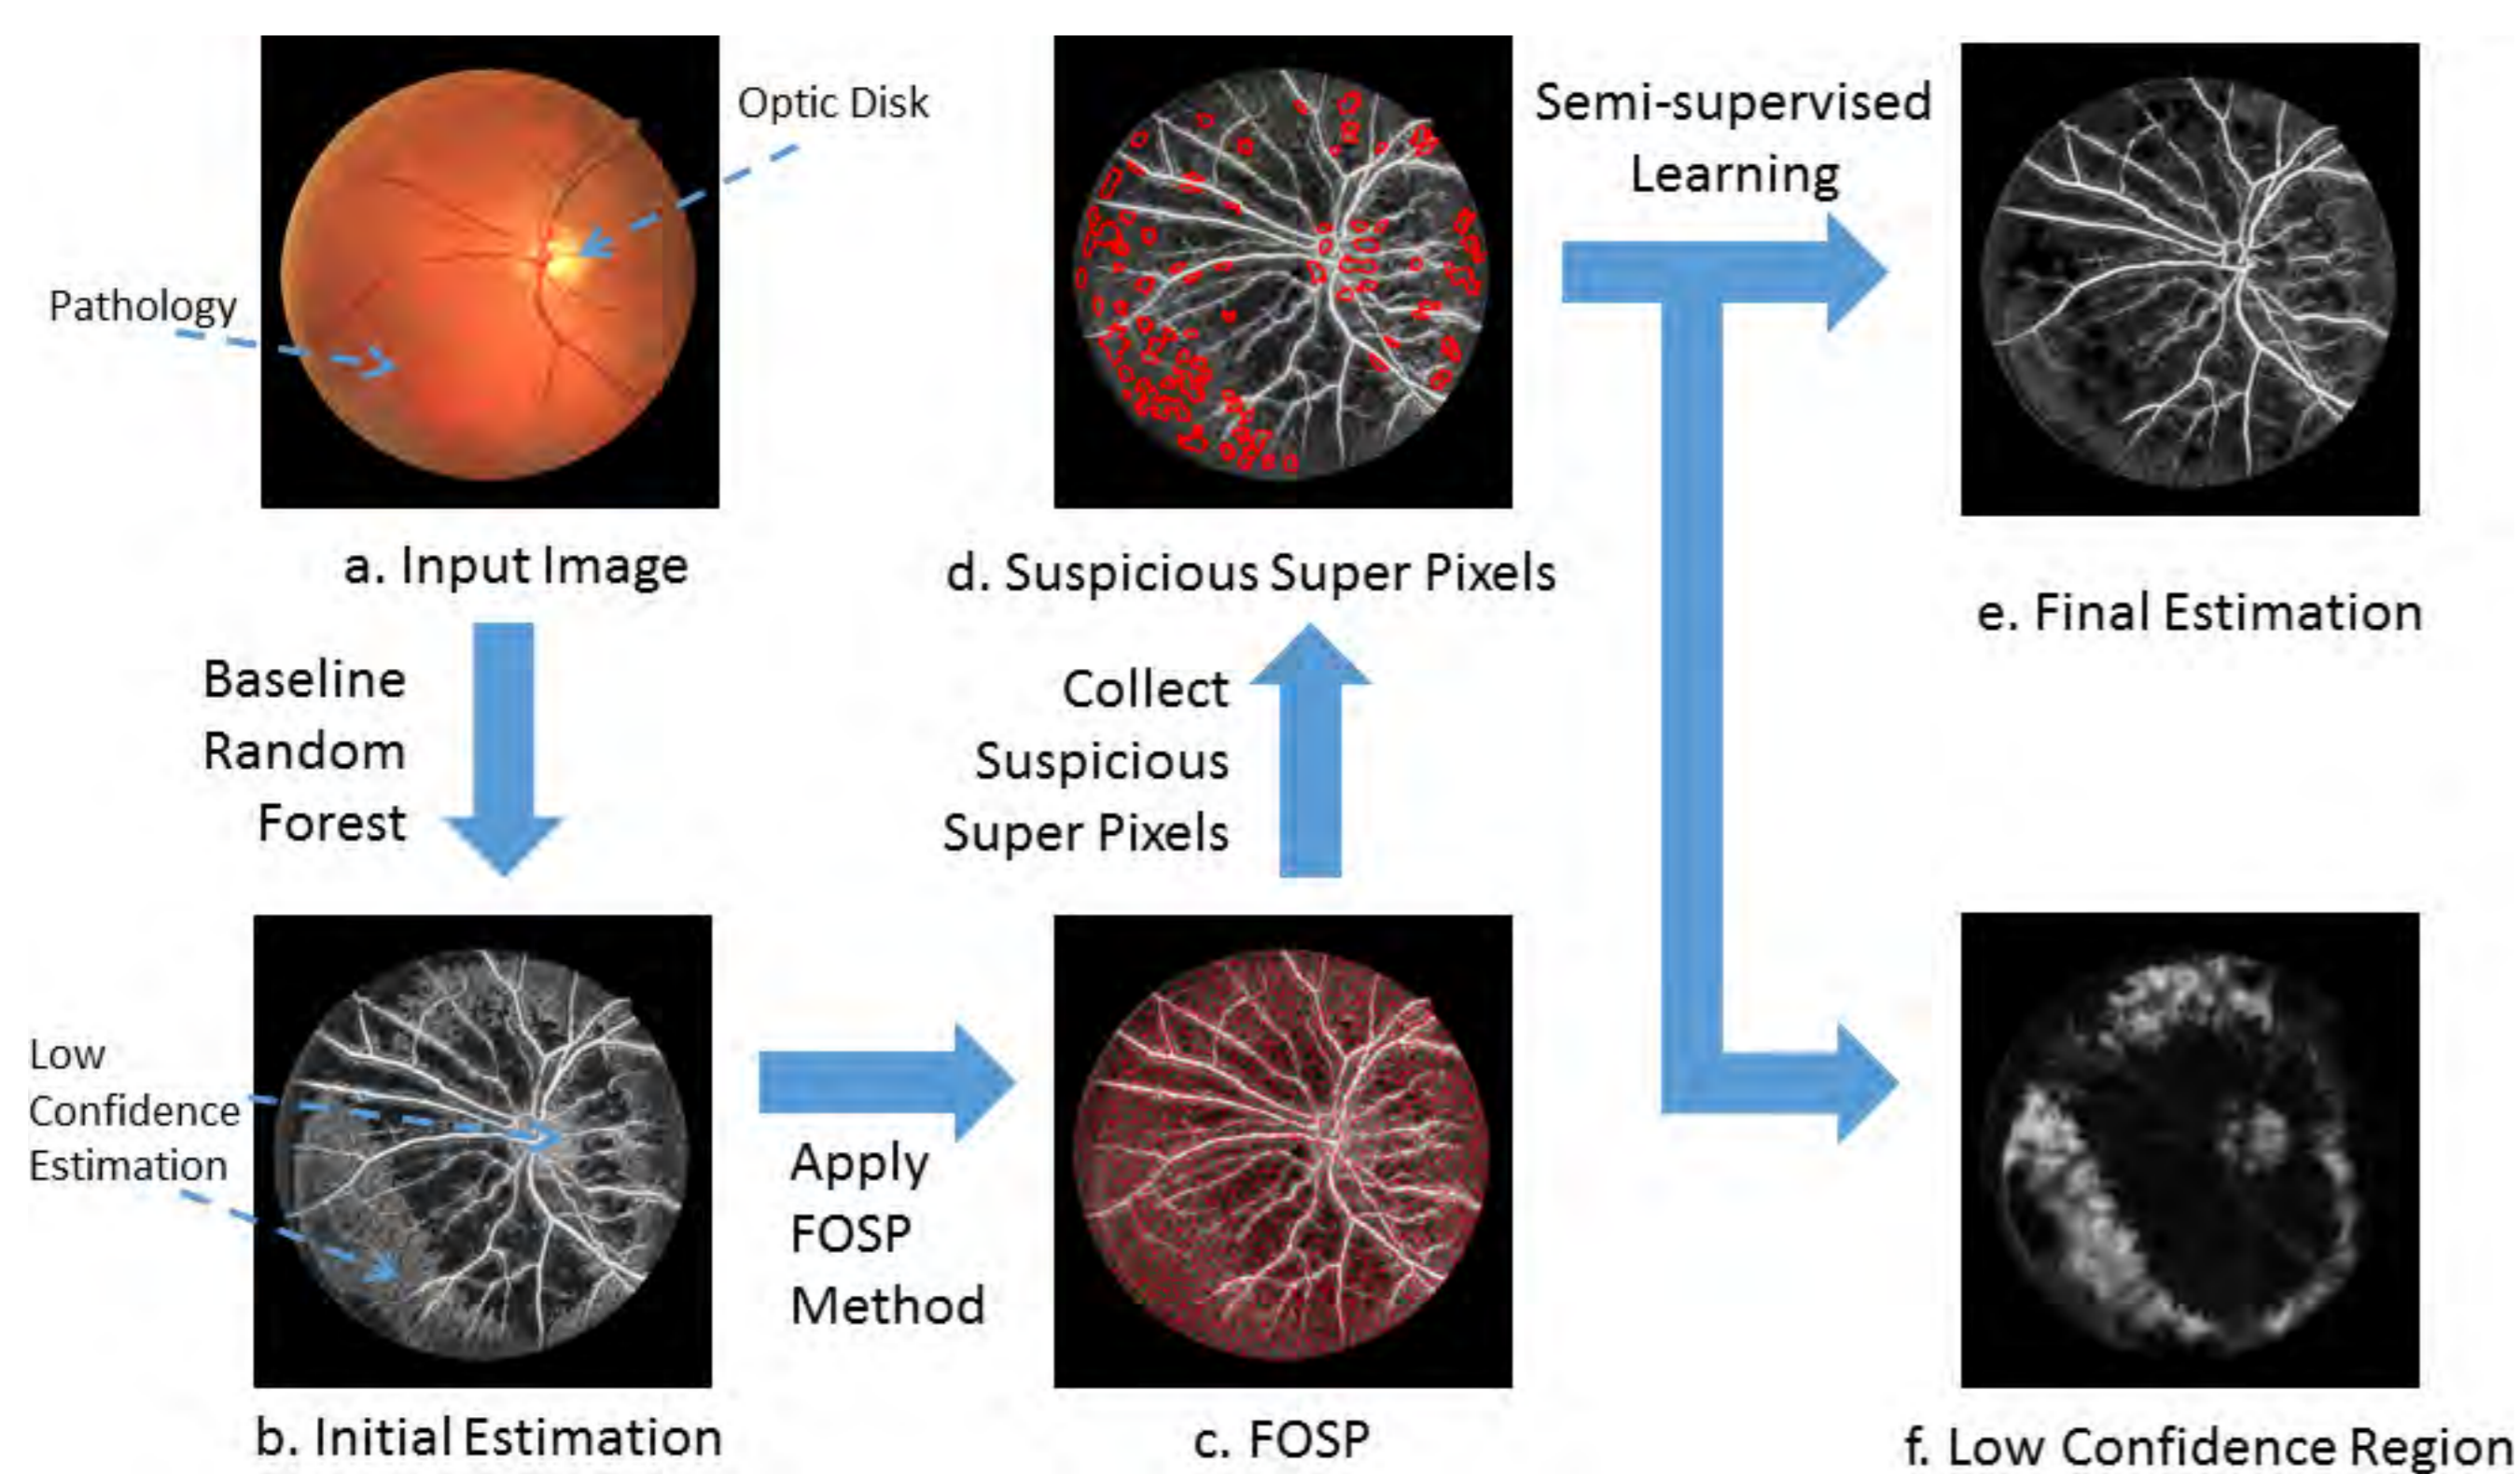 Optic Disk
Pathology
a. Input Image
Baseline
Random
Forest
Low
Confidence
Estimation
b. Initial Estimation
Apply
FOSP
Method
c. FOSP
Collect
Suspicious
Super Pixels
d. Suspicious Super Pixels
Semi-supervised
Learning
e. Final Estimation
f. Low Confidence Region